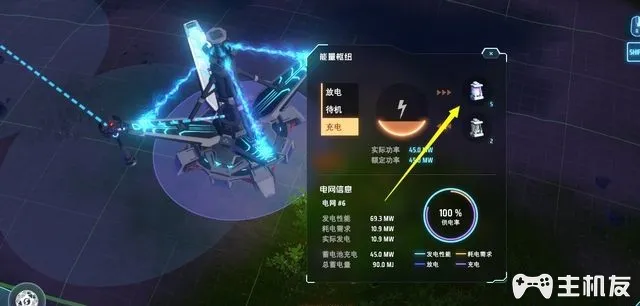 能量枢纽
×
放电
待机
充电
5
2
实际功率 45.0 MW
额定功率 45.0 MW
电网信息
电网 #6
发电性能 69.3 MW
耗电需求 10.9 MW
实际发电 10.9 MW
蓄电池充电 45.0 MW
总蓄电量 90.0 MJ
100 %
供电率
发电性能 耗电需求
放电 充电
SHIF
主机友